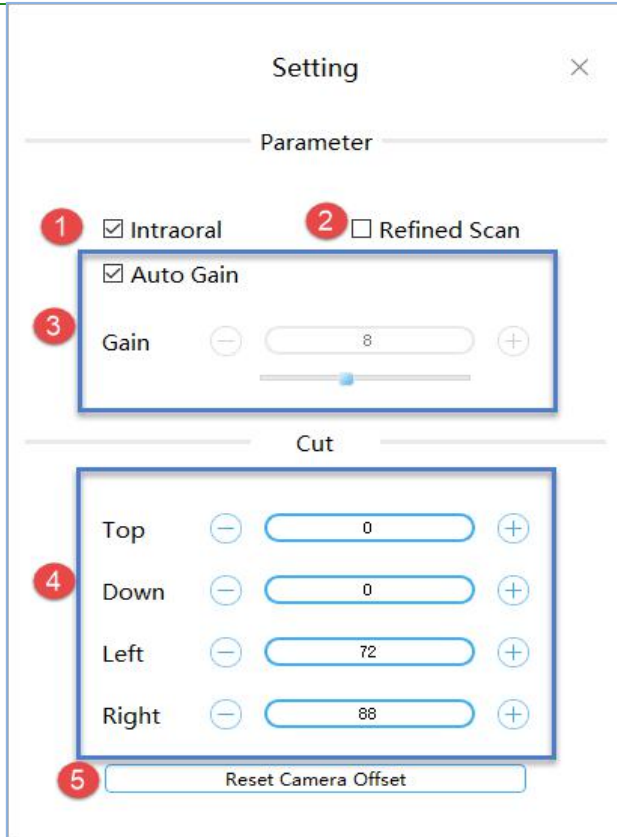 Setting
Parameter
1 Intraoral 2 Refined Scan
Auto Gain
3
Gain 8
Cut
Top 0
4
Down 0
Left 72
Right 88
5 Reset Camera Offset